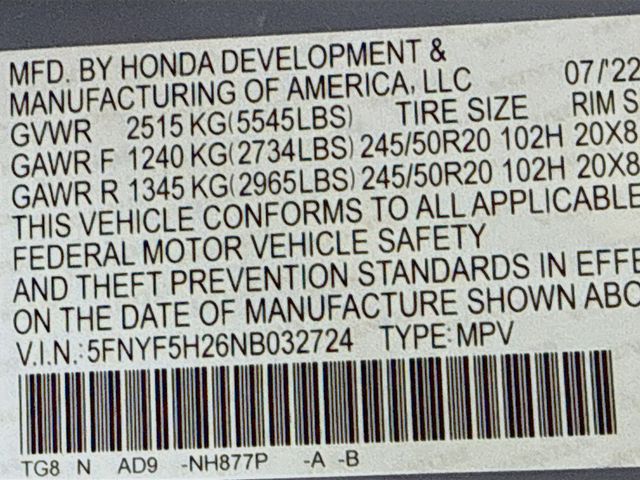 MFD. BY HONDA DEVELOPMENT &
MANUFACTURING OF AMERICA, LLC 07/'22
GVWR 2515 KG(5545LBS) TIRE SIZE RIM S
GAWR F 1240 KG(2734LBS) 245/50R20 102H 20X8
GAWR R 1345 KG(2965LBS) 245/50R20 102H 20X8
THIS VEHICLE CONFORMS TO ALL APPLICABLE
FEDERAL MOTOR VEHICLE SAFETY
AND THEFT PREVENTION STANDARDS IN EFFE
ON THE DATE OF MANUFACTURE SHOWN ABO
V.I.N.: 5FNYF5H26NB032724 TYPE: MPV
TG8 N AD9 -NH877P -A -B